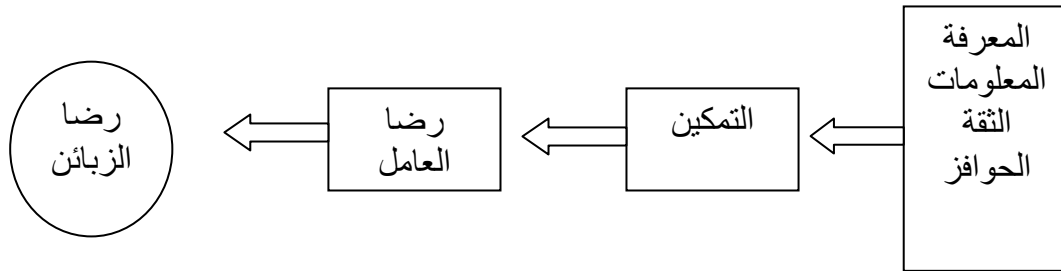 المعرفة
المعلومات
الثقة
الحوافز
التمكين
رضا
العامل
رضا
الزبائن